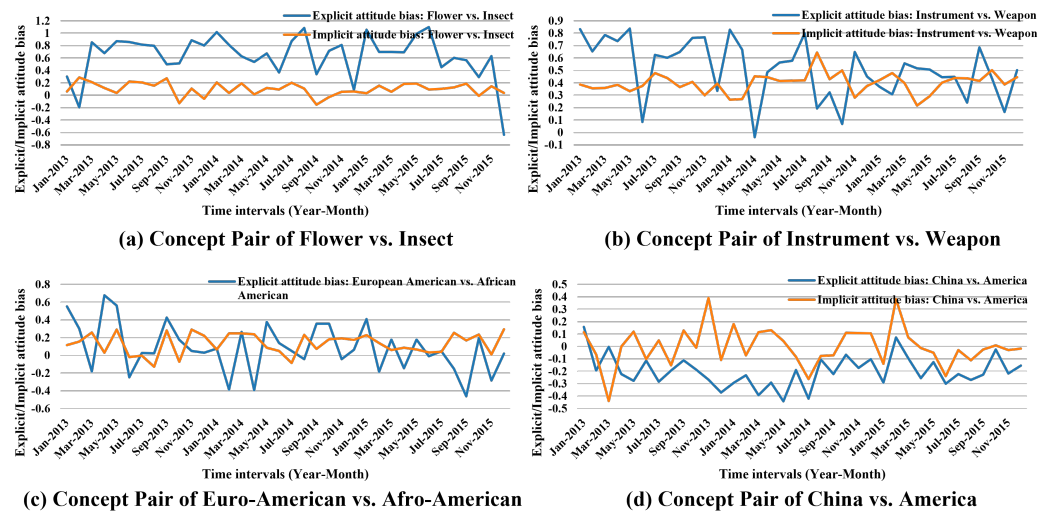 Explicit attitude bias: Flower vs. Insect
Implicit attitude bias: Flower vs. Insect
Explicit/Implicit attitude bias
1.2
1
0.8
0.6
0.4
0.2
0
-0.2
-0.4
-0.6
-0.8
Jan-2013
Mar-2013
May-2013
Jul-2013
Sep-2013
Nov-2013
Jan-2014
Mar-2014
May-2014
Jul-2014
Sep-2014
Nov-2014
Jan-2015
Mar-2015
May-2015
Jul-2015
Sep-2015
Nov-2015
Time intervals (Year-Month)
(a) Concept Pair of Flower vs. Insect
Explicit attitude bias: Instrument vs. Weapon
Implicit attitude bias: Instrument vs. Weapon
Explicit/Implicit attitude bias
0.9
0.8
0.7
0.6
0.5
0.4
0.3
0.2
0.1
0
-0.1
Jan-2013
Mar-2013
May-2013
Jul-2013
Sep-2013
Nov-2013
Jan-2014
Mar-2014
May-2014
Jul-2014
Sep-2014
Nov-2014
Jan-2015
Mar-2015
May-2015
Jul-2015
Sep-2015
Nov-2015
Time intervals (Year-Month)
(b) Concept Pair of Instrument vs. Weapon
Explicit attitude bias: European American vs. African
American
Explicit/Implicit attitude bias
0.8
0.6
0.4
0.2
0
-0.2
-0.4
-0.6
Jan-2013
Mar-2013
May-2013
Jul-2013
Sep-2013
Nov-2013
Jan-2014
Mar-2014
May-2014
Jul-2014
Sep-2014
Nov-2014
Jan-2015
Mar-2015
May-2015
Jul-2015
Sep-2015
Nov-2015
Time intervals (Year-Month)
(c) Concept Pair of Euro-American vs. Afro-American
Explicit attitude bias: China vs. America
Implicit attitude bias: China vs. America
Explicit/Implicit attitude bias
0.5
0.4
0.3
0.2
0.1
0
-0.1
-0.2
-0.3
-0.4
-0.5
Jan-2013
Mar-2013
May-2013
Jul-2013
Sep-2013
Nov-2013
Jan-2014
Mar-2014
May-2014
Jul-2014
Sep-2014
Nov-2014
Jan-2015
Mar-2015
May-2015
Jul-2015
Sep-2015
Nov-2015
Time intervals (Year-Month)
(d) Concept Pair of China vs. America